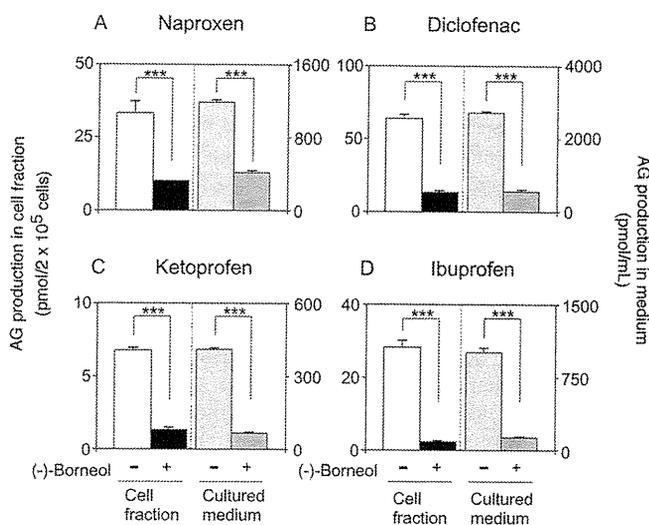 A Naproxen
B Diclofenac
AG production in cell fraction
(pmol/2 x 10⁵ cells)
50
25
0
***
***
1600
800
0
100
50
0
***
***
4000
2000
0
AG production in medium
(pmol/mL)
C Ketoprofen
D Ibuprofen
10
5
0
***
***
600
300
0
40
20
0
***
***
1500
750
0
(-)-Borneol - + - + - + - +
Cell fraction
Cultured medium
Cell fraction
Cultured medium